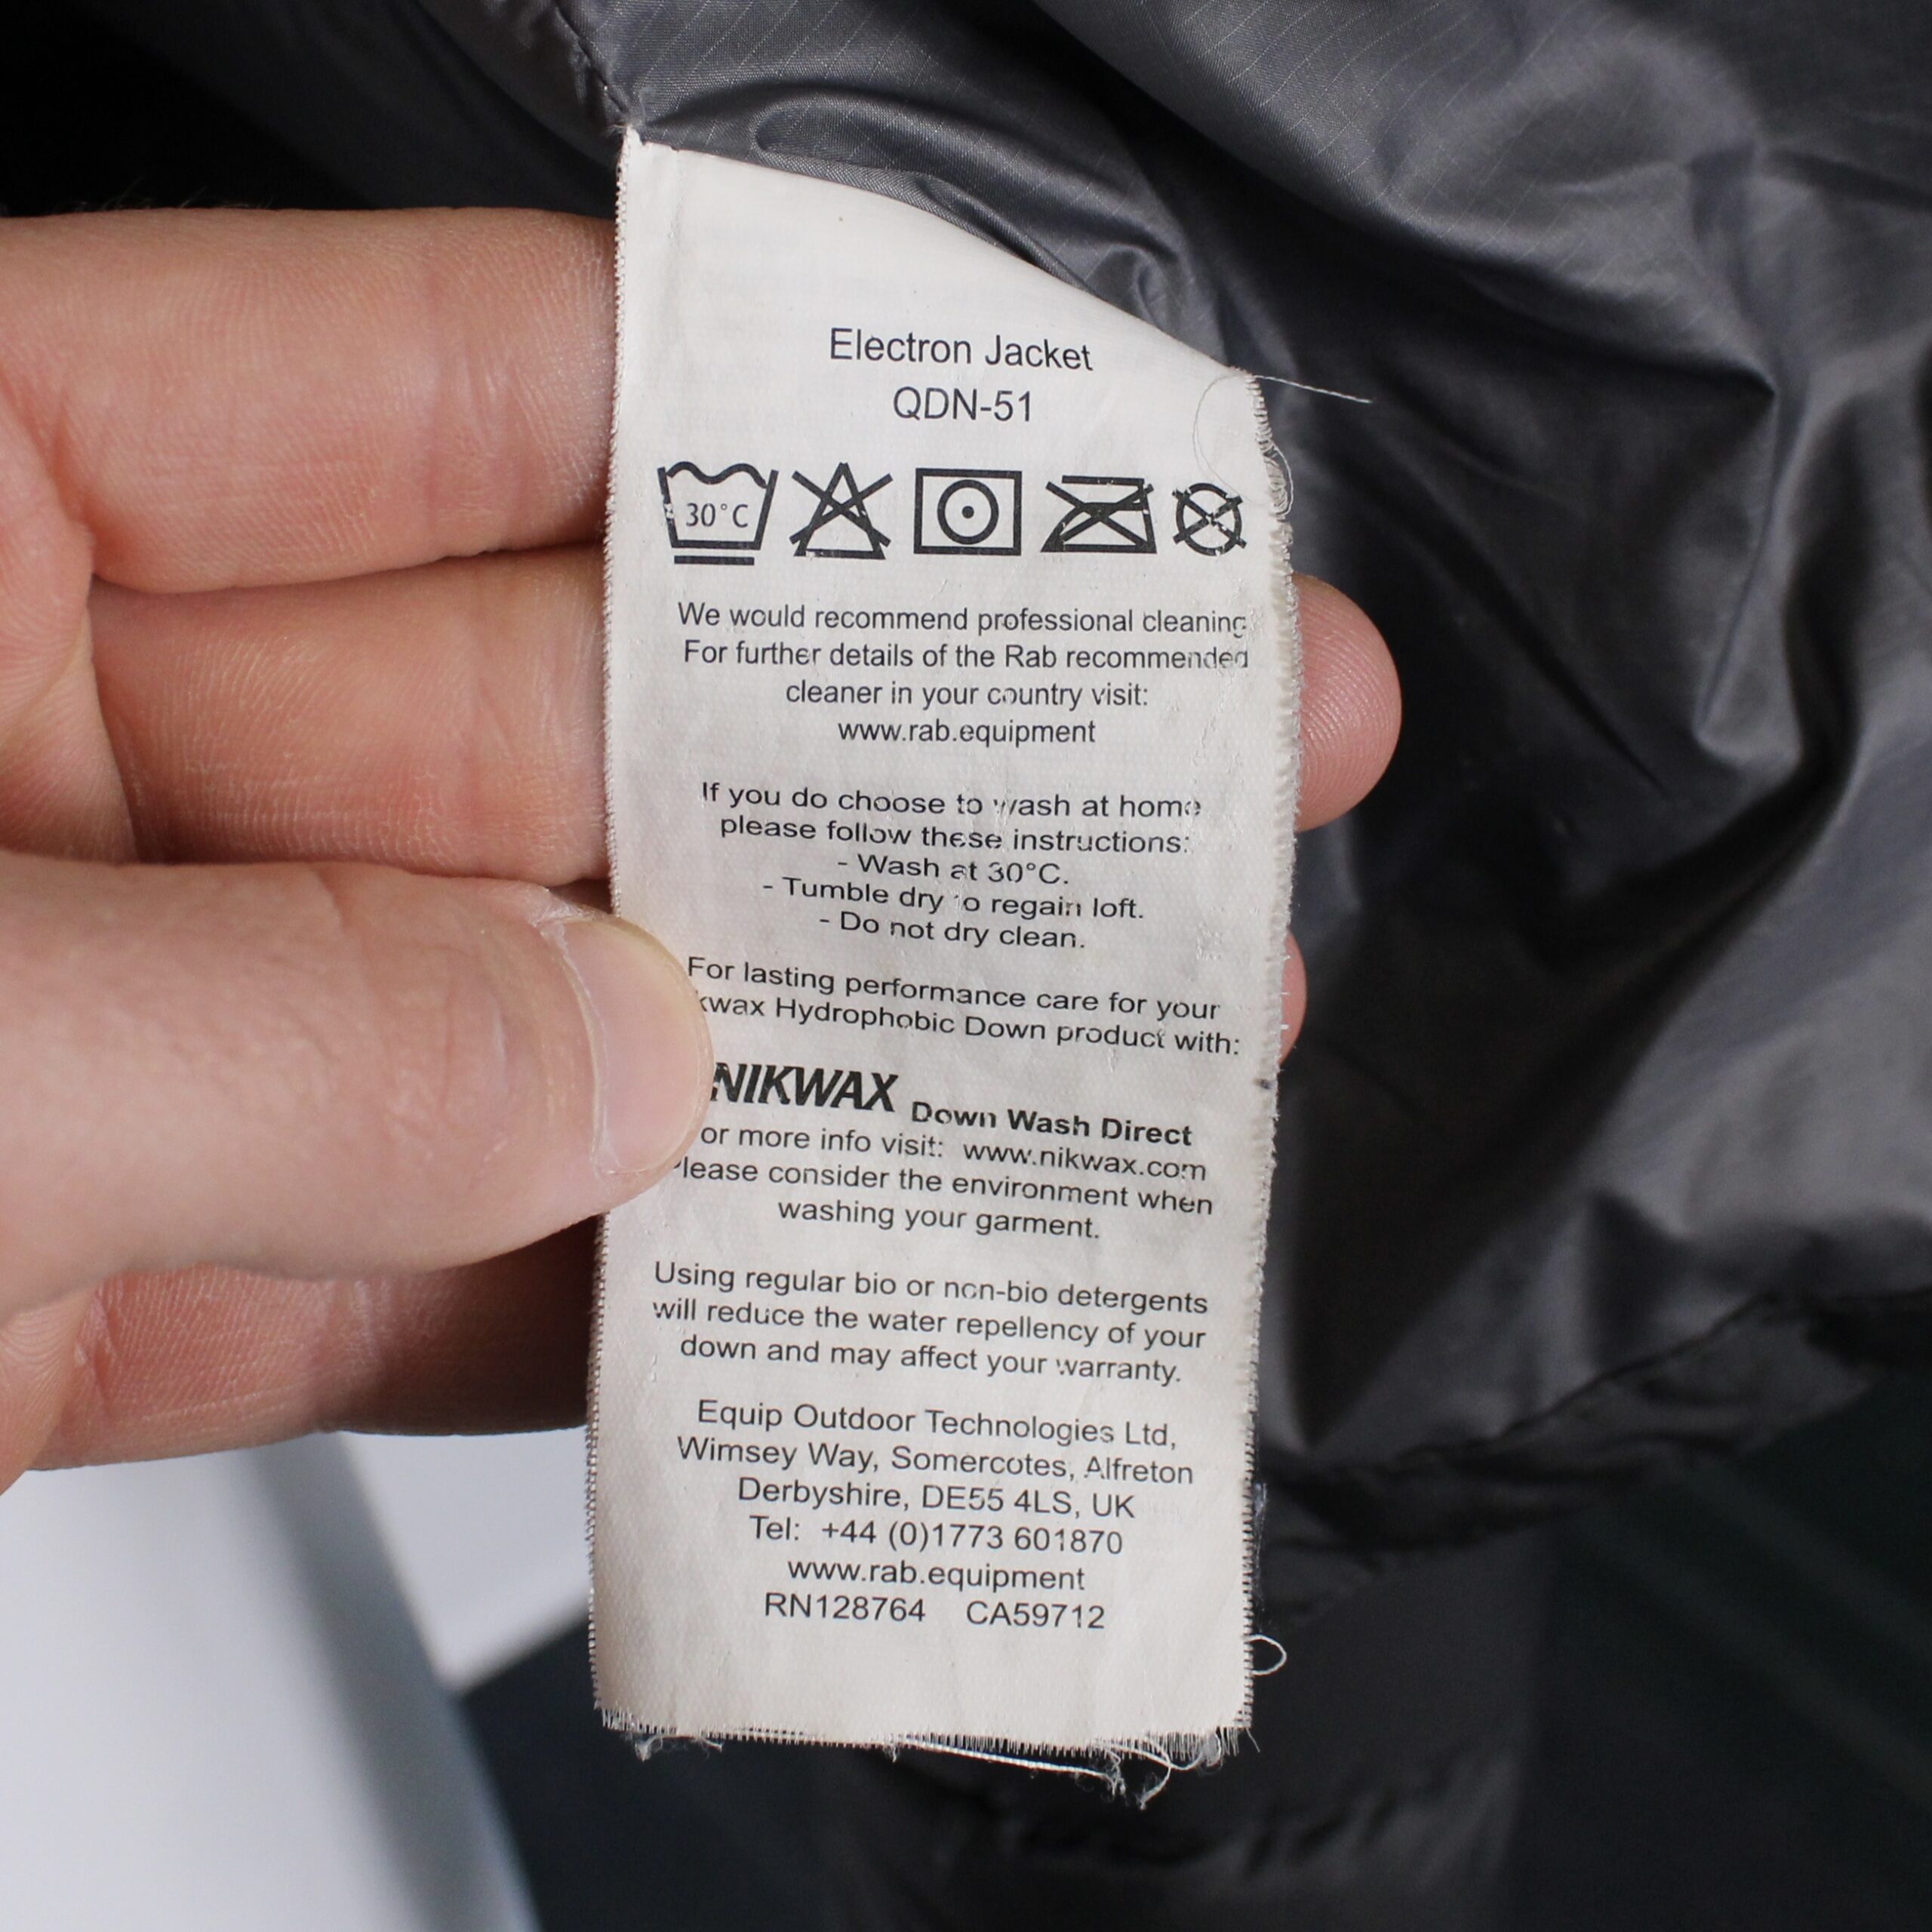 Electron Jacket
QDN-51
30°C
We would recommend professional cleaning
For further details of the Rab recommended
cleaner in your country visit:
www.rab.equipment
If you do choose to wash at home
please follow these instructions:
- Wash at 30°C.
- Tumble dry to regain loft.
- Do not dry clean.
For lasting performance care for your
kwax Hydrophobic Down product with:
NIKWAX Down Wash Direct
or more info visit: www.nikwax.com
Please consider the environment when
washing your garment.
Using regular bio or non-bio detergents
will reduce the water repellency of your
down and may affect your warranty.
Equip Outdoor Technologies Ltd,
Wimsey Way, Somercotes, Alfreton
Derbyshire, DE55 4LS, UK
Tel: +44 (0)1773 601870
www.rab.equipment
RN128764 CA59712